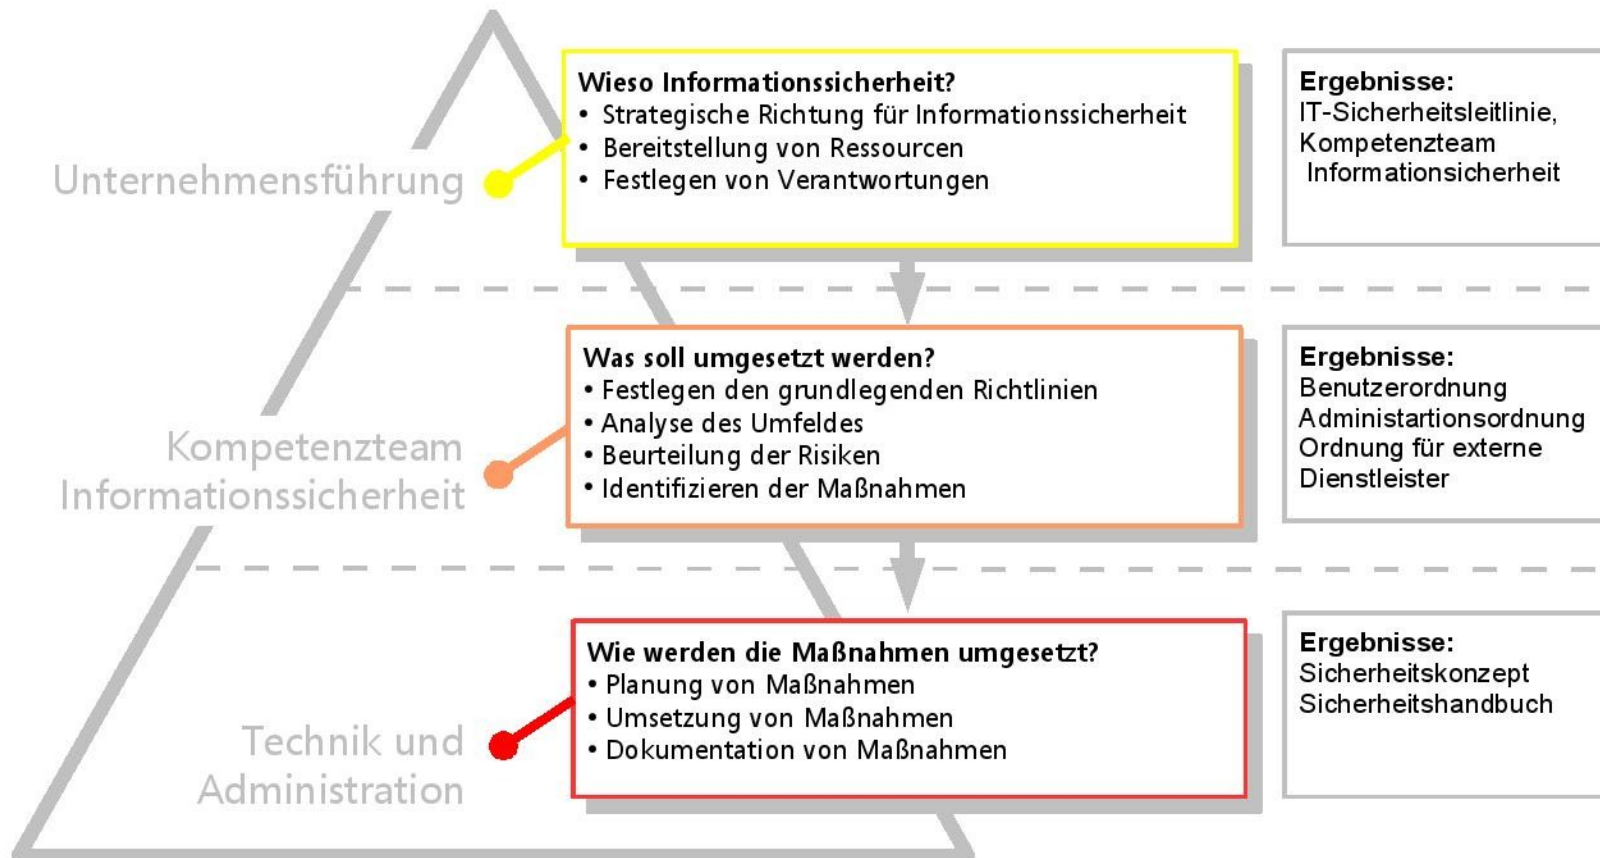 Unternehmensführung
Wieso Informationssicherheit?
• Strategische Richtung für Informationssicherheit
• Bereitstellung von Ressourcen
• Festlegen von Verantwortungen
Ergebnisse:
IT-Sicherheitsleitlinie,
Kompetenzteam
Informationsicherheit
Kompetenzteam
Informationssicherheit
Was soll umgesetzt werden?
• Festlegen den grundlegenden Richtlinien
• Analyse des Umfeldes
• Beurteilung der Risiken
• Identifizieren der Maßnahmen
Ergebnisse:
Benutzerordnung
Administartionsordnung
Ordnung für externe
Dienstleister
Technik und
Administration
Wie werden die Maßnahmen umgesetzt?
• Planung von Maßnahmen
• Umsetzung von Maßnahmen
• Dokumentation von Maßnahmen
Ergebnisse:
Sicherheitskonzept
Sicherheitshandbuch